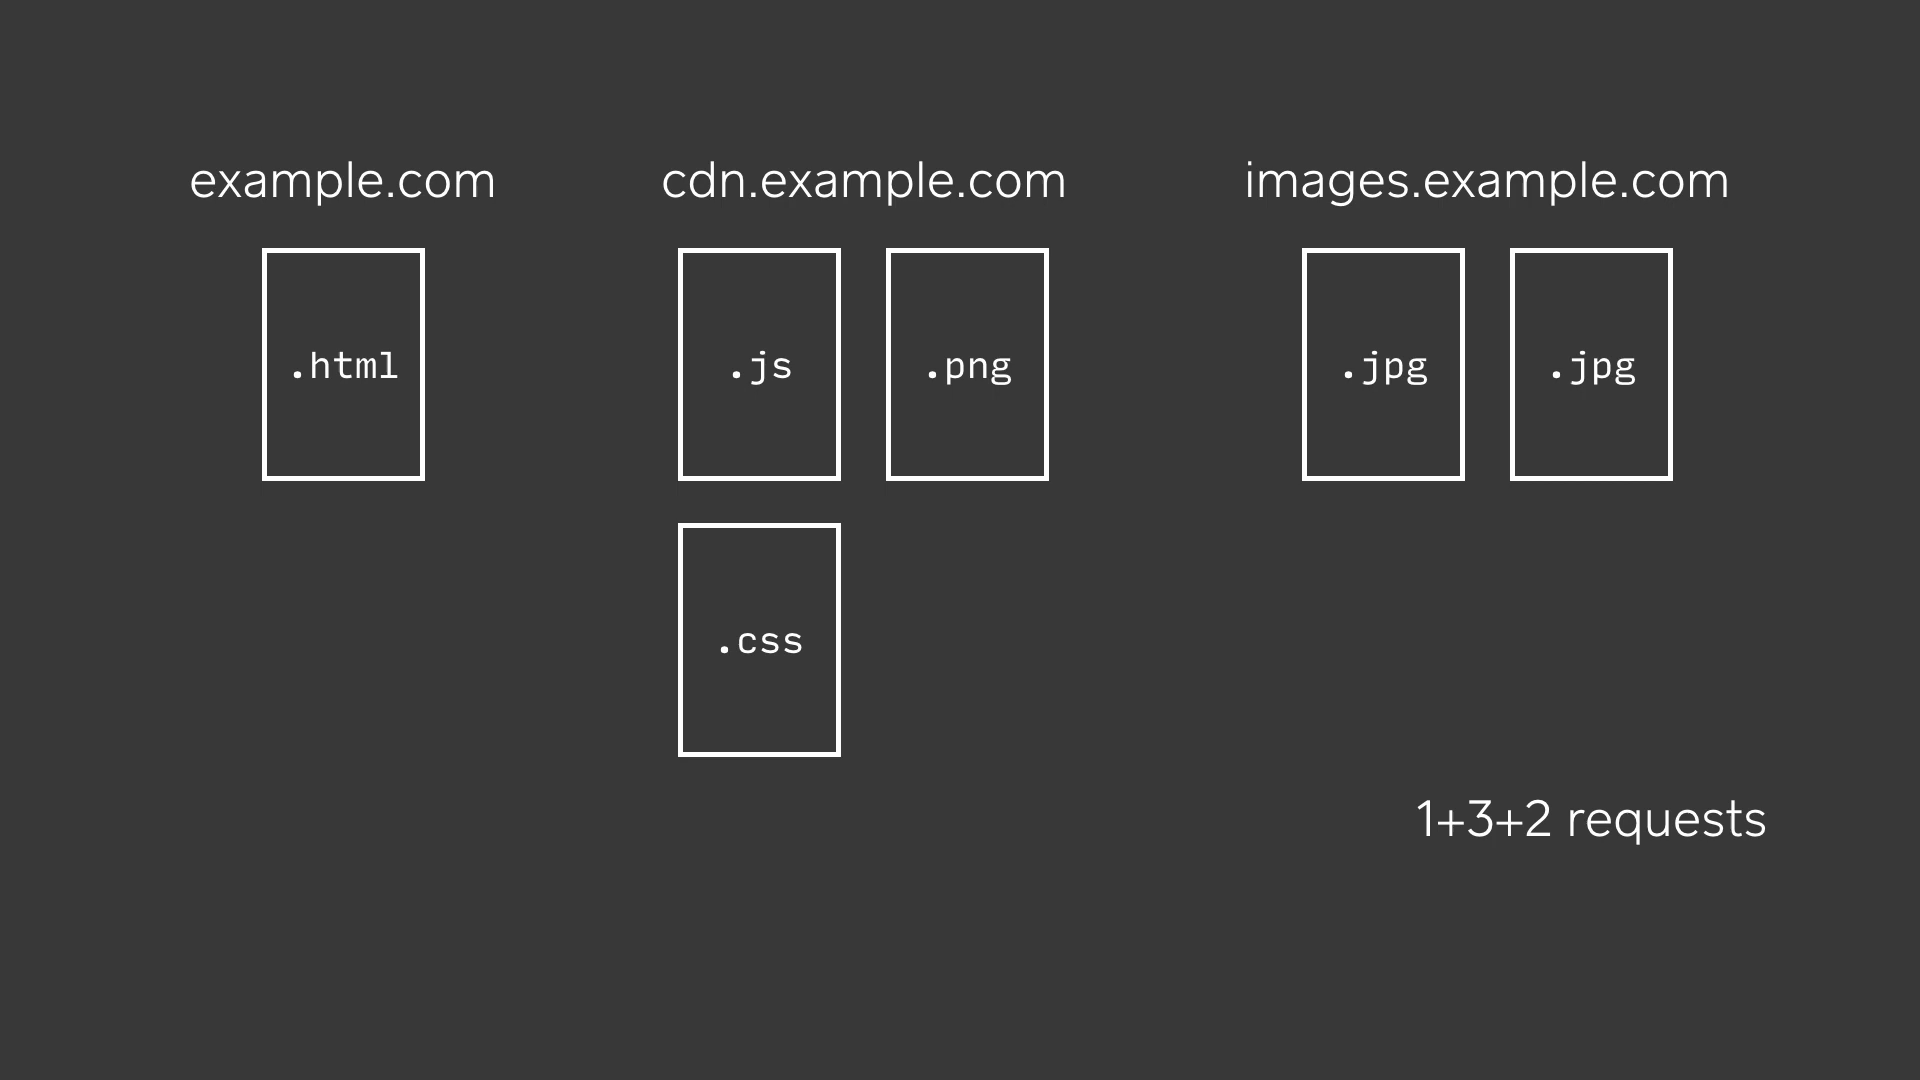 example.com
.html
cdn.example.com
.js
.png
.css
images.example.com
.jpg
.jpg
1+3+2 requests